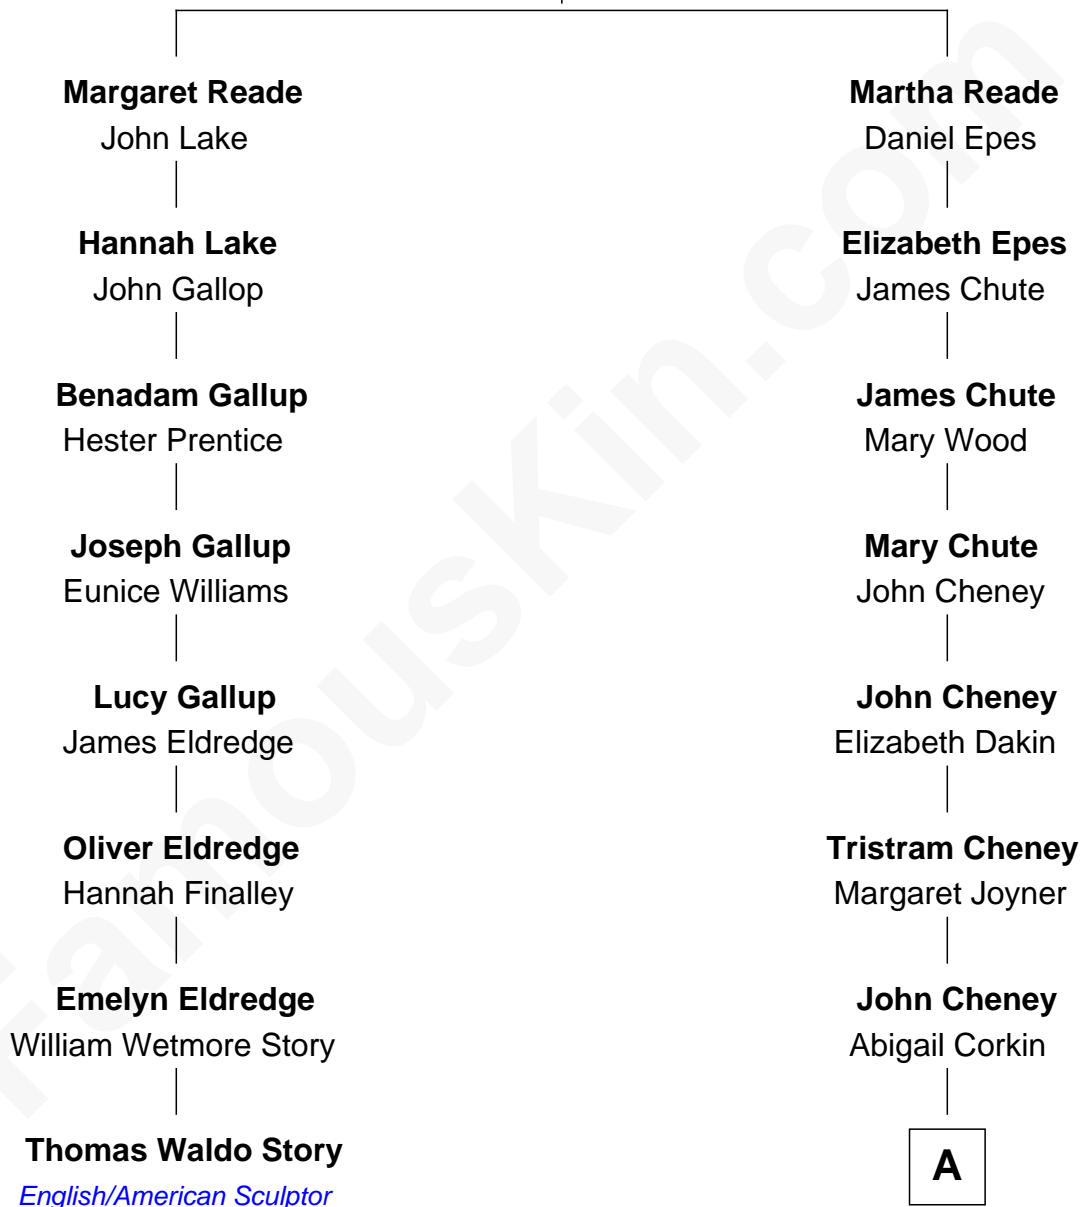 Margaret Reade
John Lake
Hannah Lake
John Gallop
Benadam Gallup
Hester Prentice
Joseph Gallup
Eunice Williams
Lucy Gallup
James Eldredge
Oliver Eldredge
Hannah Finalley
Emelyn Eldredge
William Wetmore Story
Thomas Waldo Story
English/American Sculptor
Martha Reade
Daniel Epes
Elizabeth Epes
James Chute
James Chute
Mary Wood
Mary Chute
John Cheney
John Cheney
Elizabeth Dakin
Tristram Cheney
Margaret Joyner
John Cheney
Abigail Corkin
A
FamousKin.com